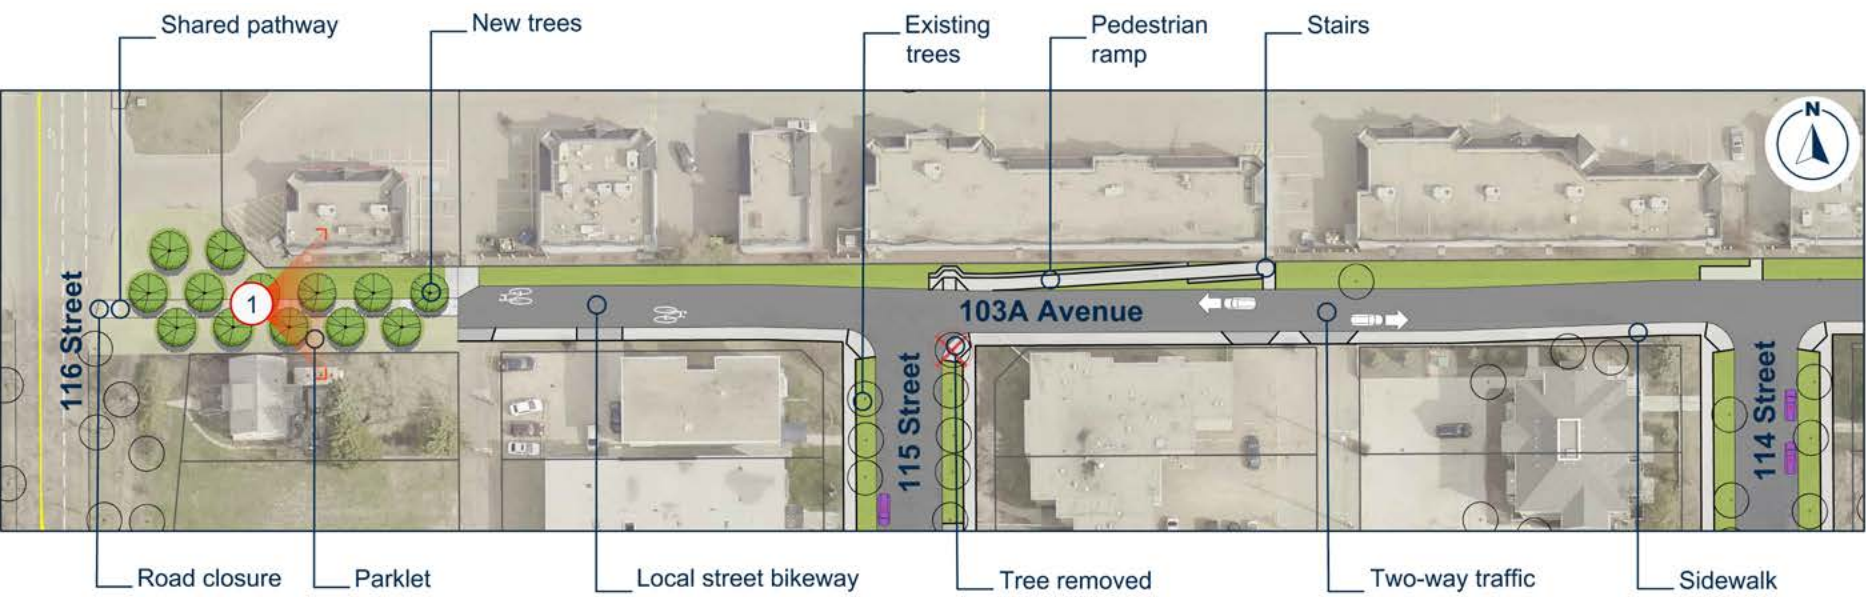 Shared pathway
New trees
Existing
trees
Pedestrian
ramp
Stairs
N
116 Street
1
103A Avenue
115 Street
114 Street
Road closure
Parklet
Local street bikeway
Tree removed
Two-way traffic
Sidewalk